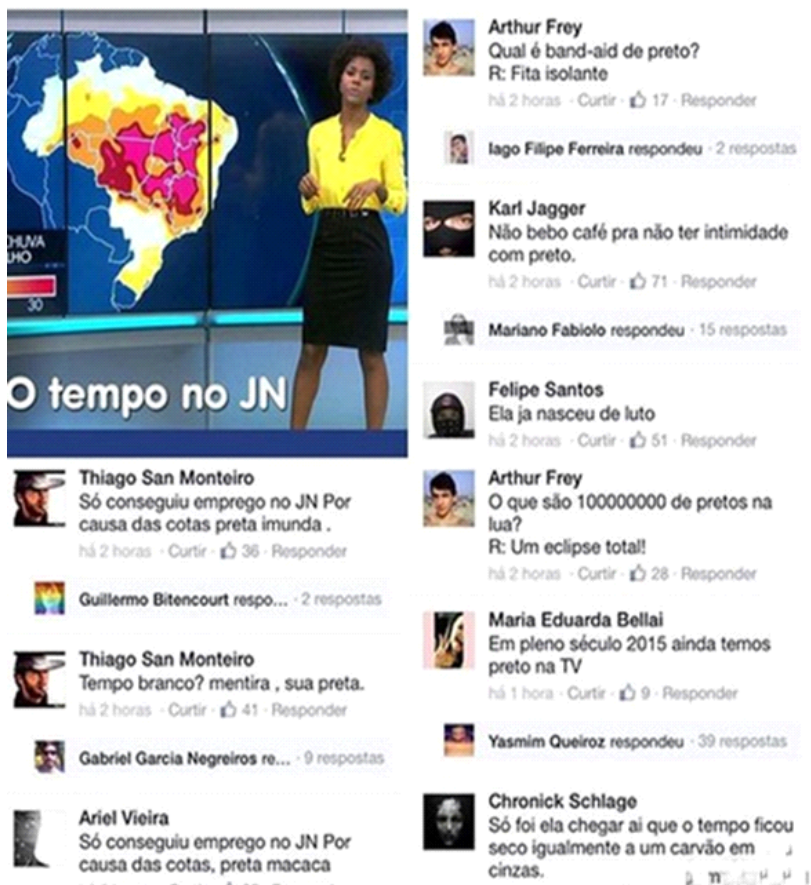 CHUVA
30
O tempo no JN
Thiago San Monteiro
Só conseguiu emprego no JN Por
causa das cotas preta imunda .
há 2 horas · Curtir · 36 · Responder
Guillermo Bitencourt respo... · 2 respostas
Thiago San Monteiro
Tempo branco? mentira , sua preta.
há 2 horas · Curtir · 41 · Responder
Gabriel Garcia Negreiros re... · 9 respostas
Ariel Vieira
Só conseguiu emprego no JN Por
causa das cotas, preta macaca
Arthur Frey
Qual é band-aid de preto?
R: Fita isolante
há 2 horas · Curtir · 17 · Responder
Iago Filipe Ferreira respondeu · 2 respostas
Karl Jagger
Não bebo café pra não ter intimidade
com preto.
há 2 horas · Curtir · 71 · Responder
Mariano Fabiolo respondeu · 15 respostas
Felipe Santos
Ela ja nasceu de luto
há 2 horas · Curtir · 51 · Responder
Arthur Frey
O que são 100000000 de pretos na
lua?
R: Um eclipse total!
há 2 horas · Curtir · 28 · Responder
Maria Eduarda Bellai
Em pleno século 2015 ainda temos
preto na TV
há 1 hora · Curtir · 9 · Responder
Yasmim Queiroz respondeu · 39 respostas
Chronick Schlage
Só foi ela chegar ai que o tempo ficou
seco igualmente a um carvão em
cinzas.